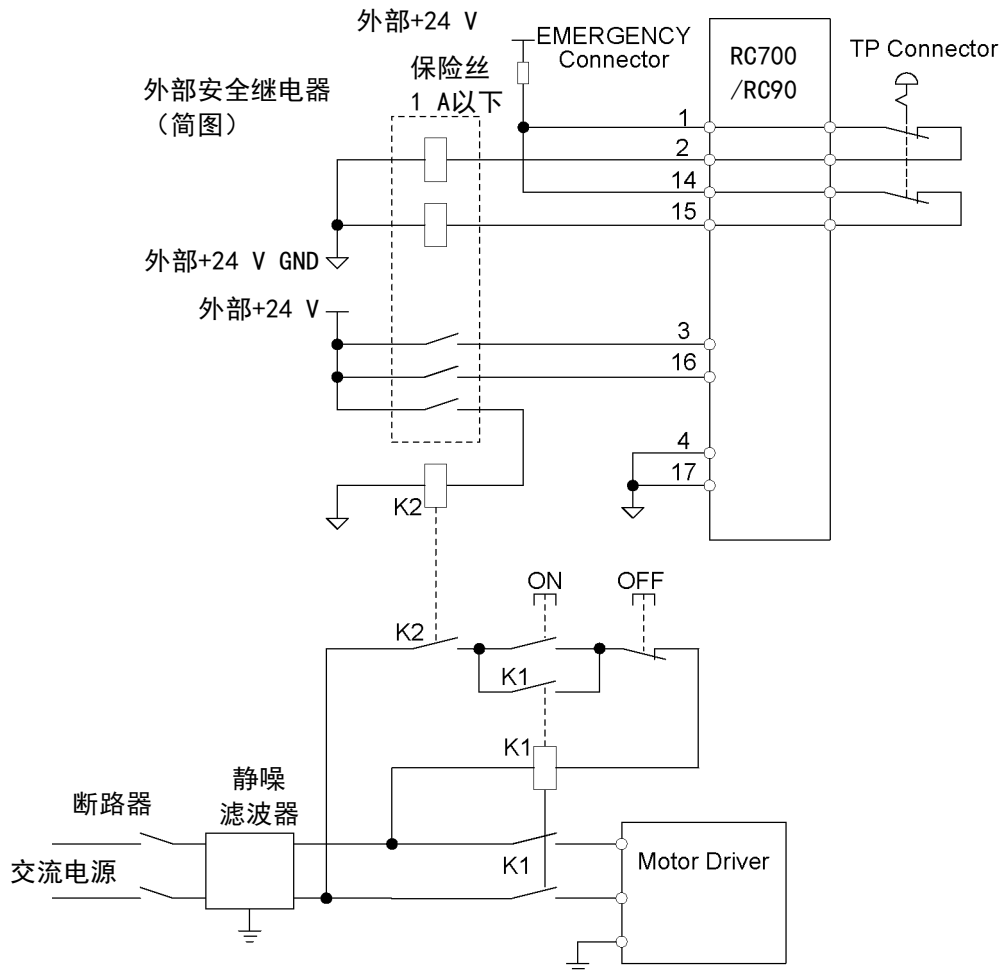 外部+24 V
EMERGENCY
Connector
RC700
/RC90
TP Connector
外部安全继电器
（简图）
保险丝
1 A以下
1
2
14
15
外部+24 V GND
外部+24 V
3
16
4
17
K2
ON
OFF
K2
K1
K1
静噪
滤波器
断路器
交流电源
K1
Motor Driver